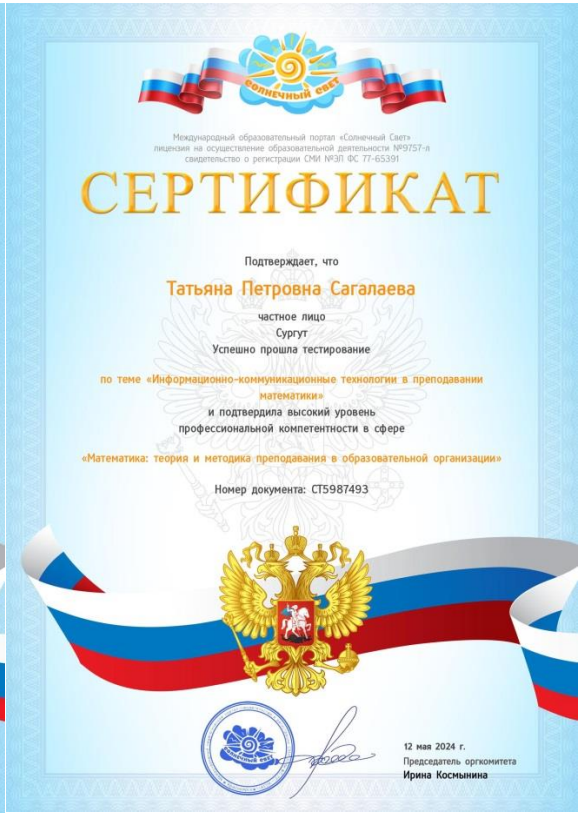 СОЛНЕЧНЫЙ СВЕТ
Международный образовательный портал «Солнечный Свет»
лицензия на осуществление образовательной деятельности №9757-л
свидетельство о регистрации СМИ №ЭЛ ФС 77-65391
СЕРТИФИКАТ
Подтверждает, что
Татьяна Петровна Сагалаева
частное лицо
Сургут
Успешно прошла тестирование
по теме «Информационно-коммуникационные технологии в преподавании
математики»
и подтвердила высокий уровень
профессиональной компетентности в сфере
«Математика: теория и методика преподавания в образовательной организации»
Номер документа: СТ5987493
СОЛНЕЧНЫЙ СВЕТ
12 мая 2024 г.
Председатель оргкомитета
Ирина Космынина